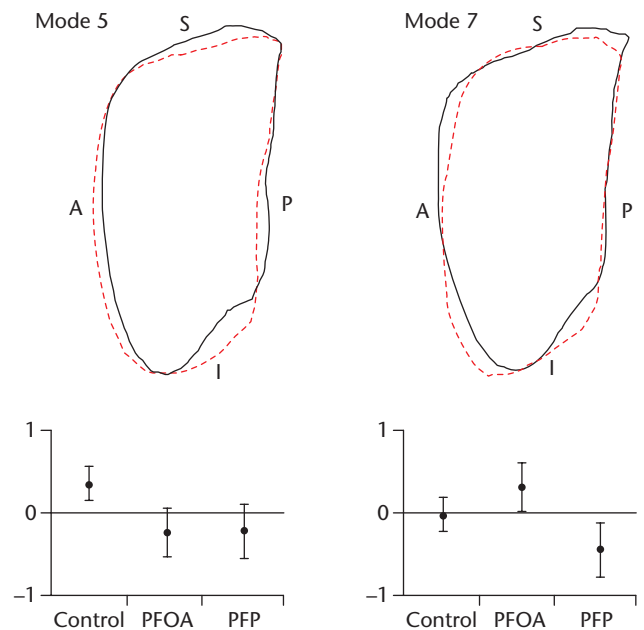 Mode 5
S
A
P
I
Mode 7
S
A
P
I
1
0
–1
Control PFOA PFP
1
0
–1
Control PFOA PFP